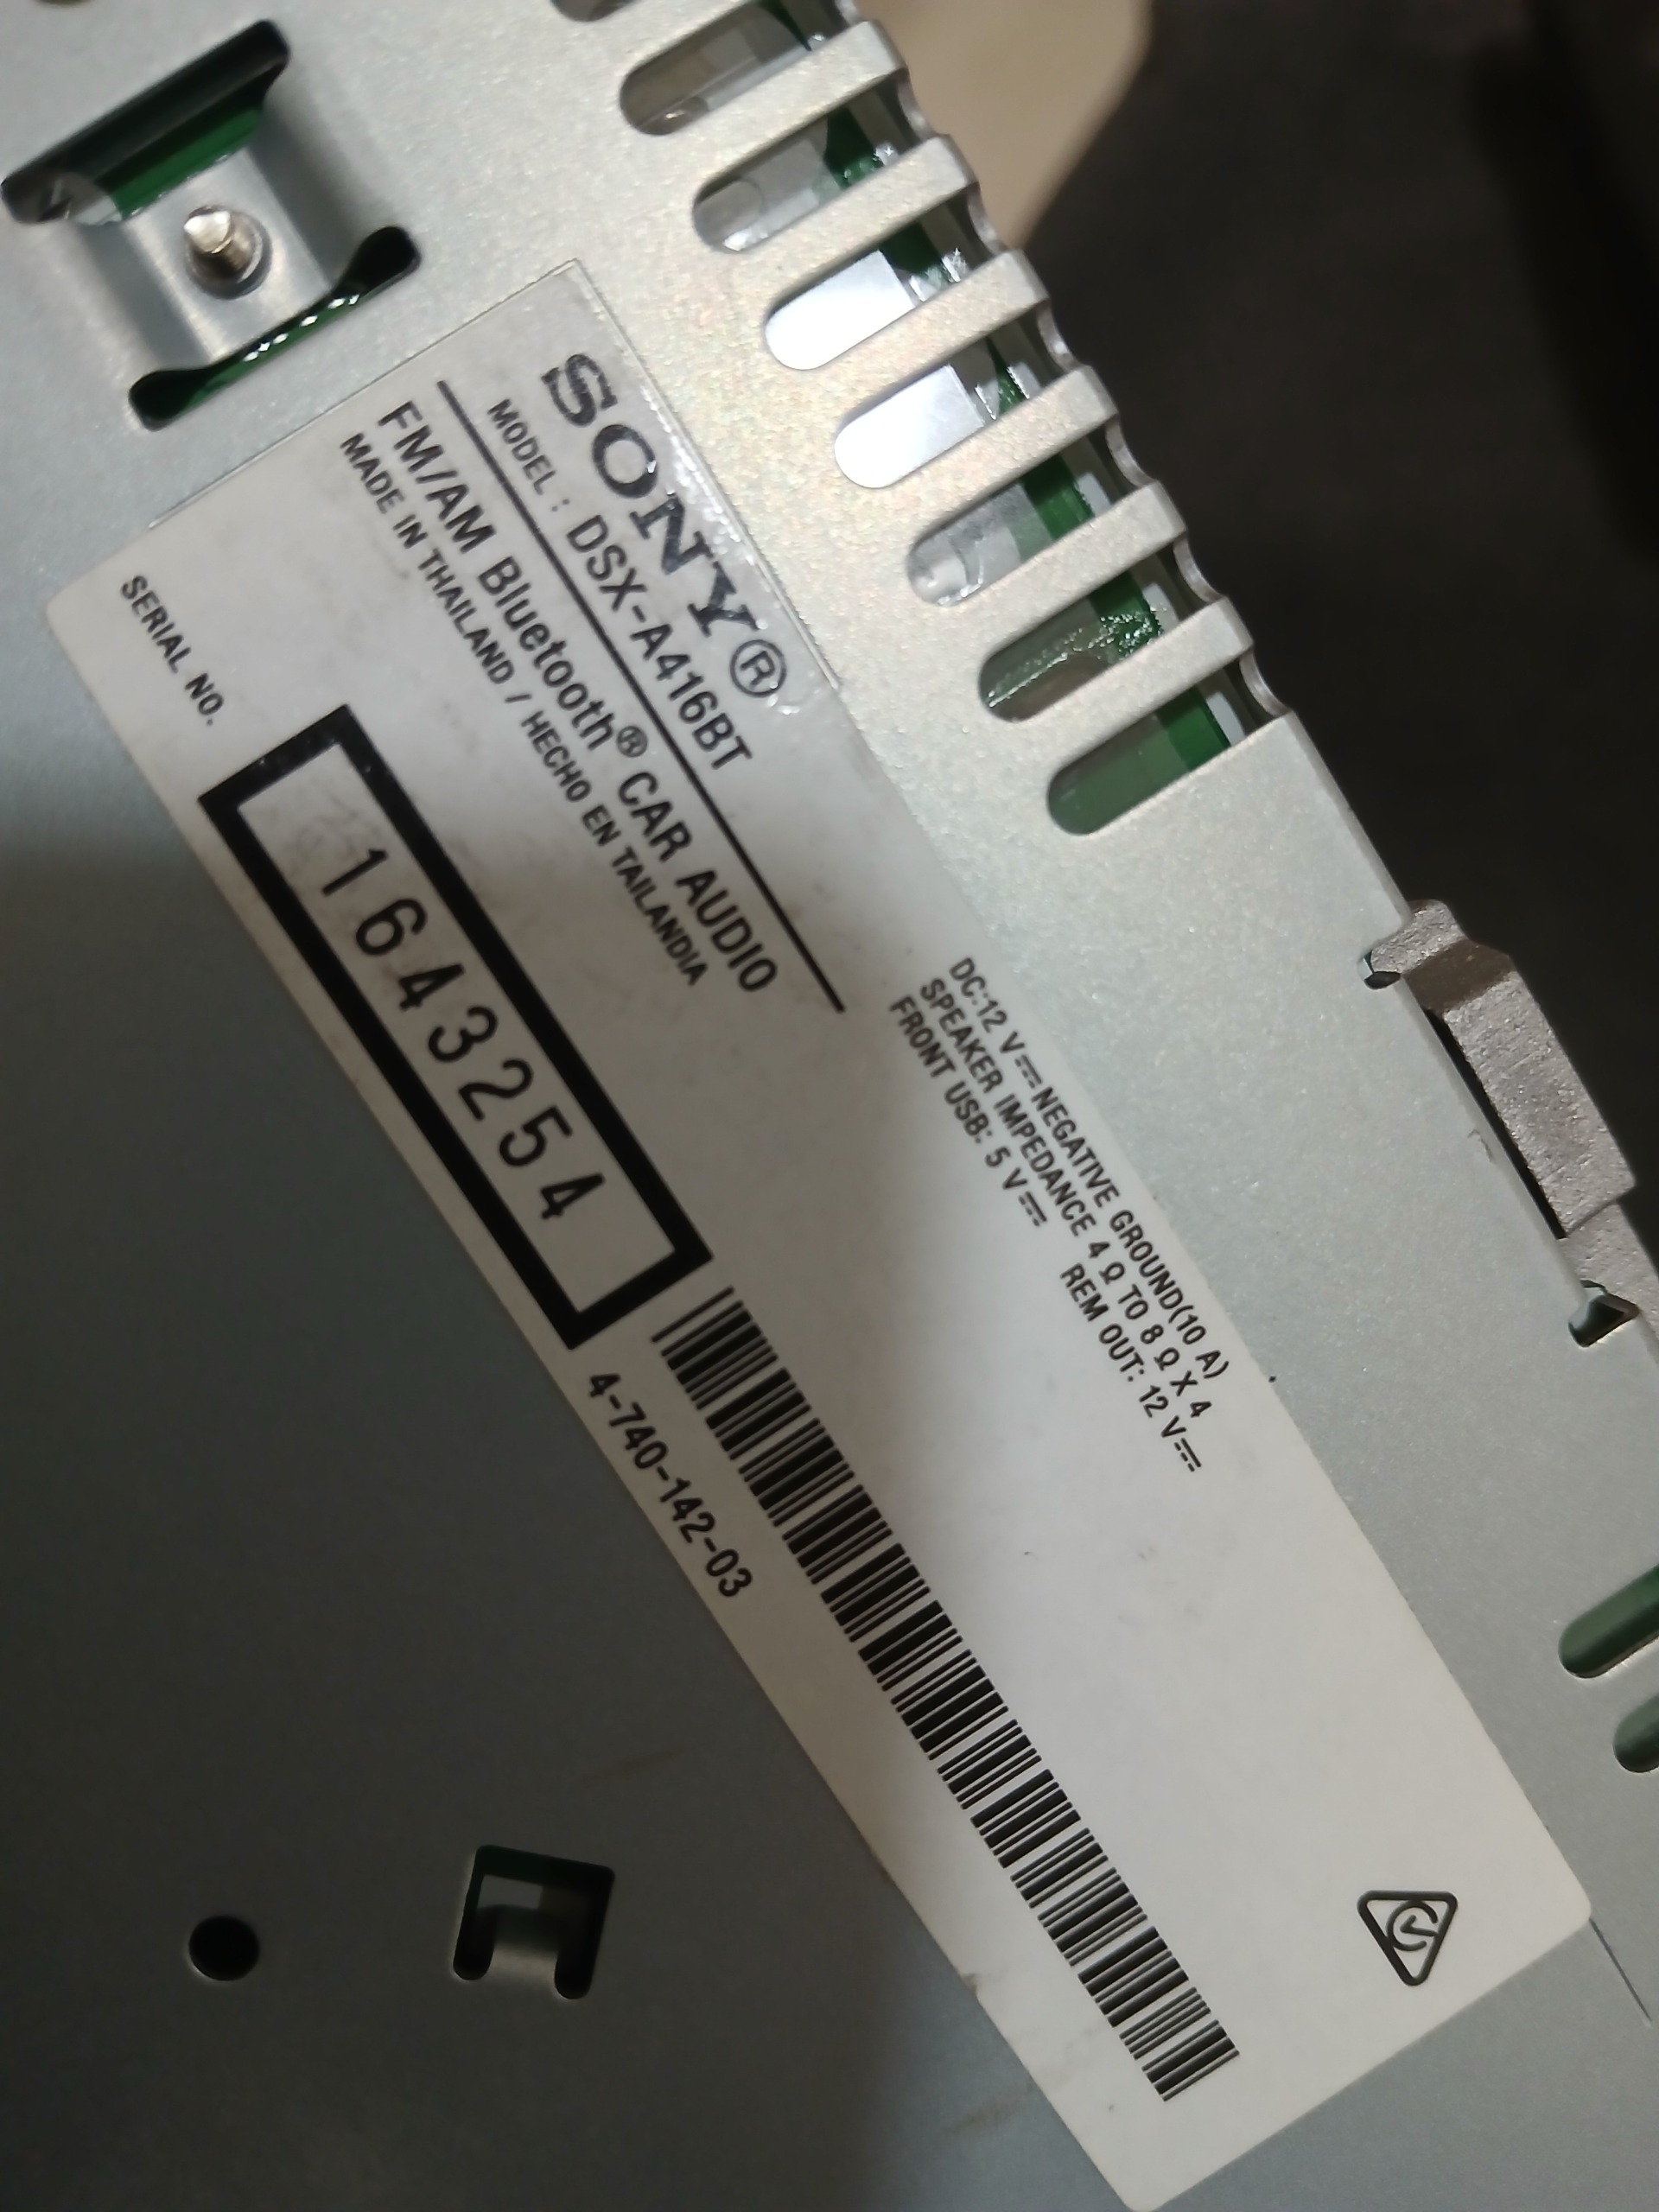 SONY®
MODEL : DSX-A416BT
FM/AM Bluetooth® CAR AUDIO
MADE IN THAILAND / HECHO EN TAILANDIA
SERIAL NO.
1643254
4-740-142-03
DC:12 V⎓NEGATIVE GROUND(10 A)
SPEAKER IMPEDANCE 4 Ω TO 8 Ω X 4
FRONT USB: 5 V⎓ REM OUT: 12 V⎓